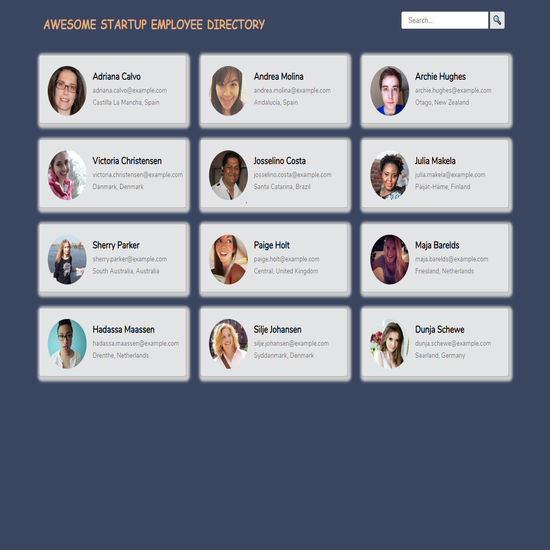 AWESOME STARTUP EMPLOYEE DIRECTORY
Search...
Adriana Calvo
adriana.calvo@example.com
Castilla La Mancha, Spain
Andrea Molina
andrea.molina@example.com
Andalucía, Spain
Archie Hughes
archie.hughes@example.com
Otago, New Zealand
Victoria Christensen
victoria.christensen@example.com
Danmark, Denmark
Josselino Costa
josselino.costa@example.com
Santa Catarina, Brazil
Julia Makela
julia.makela@example.com
Päijät-Häme, Finland
Sherry Parker
sherry.parker@example.com
South Australia, Australia
Paige Holt
paige.holt@example.com
Central, United Kingdom
Maja Barelds
maja.barelds@example.com
Friesland, Netherlands
Hadassa Maassen
hadassa.maassen@example.com
Drenthe, Netherlands
Silje Johansen
silje.johansen@example.com
Syddanmark, Denmark
Dunja Schewe
dunja.schewe@example.com
Saarland, Germany